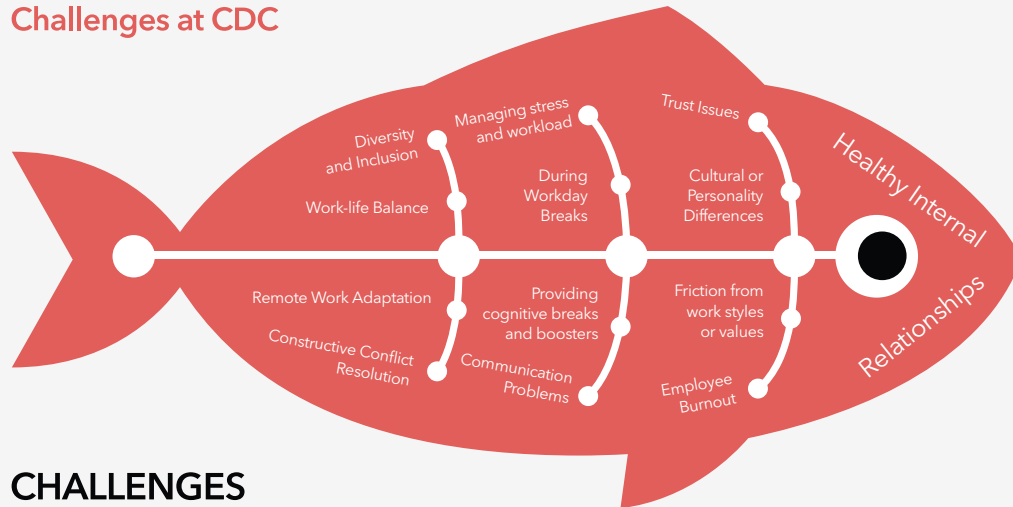 Challenges at CDC
Diversity
and Inclusion
Work-life Balance
Managing stress
and workload
During
Workday
Breaks
Trust Issues
Cultural or
Personality
Differences
Healthy Internal
Relationships
Remote Work Adaptation
Constructive Conflict
Resolution
Providing
cognitive breaks
and boosters
Communication
Problems
Friction from
work styles
or values
Employee
Burnout
CHALLENGES